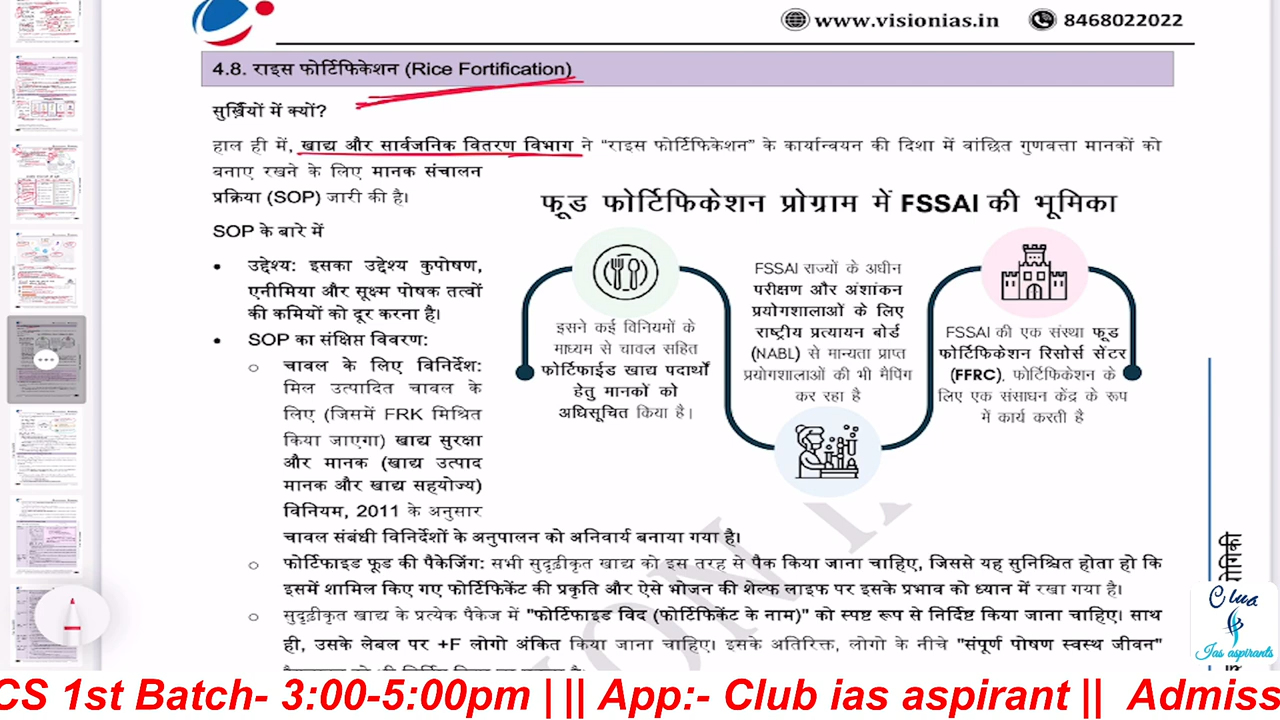 www.visionias.in 8468022022
4.8. राइस फोर्टिफिकेशन (Rice Fortification)
सुर्ख़ियों में क्यों?
हाल ही में, खाद्य और सार्वजनिक वितरण विभाग ने "राइस फोर्टिफिकेशन" के कार्यान्वयन की दिशा में वांछित गुणवत्ता मानकों को
बनाए रखने के लिए मानक संचालन
प्रक्रिया (SOP) जारी की है।
SOP के बारे में
• उद्देश्य: इसका उद्देश्य कुपोषण,
एनीमिया और सूक्ष्म पोषक तत्वों
की कमियों को दूर करना है।
• SOP का संक्षिप्त विवरण:
○ चावल के लिए विनिर्देश:
मिल उत्पादित चावल के
लिए (जिसमें FRK मिश्रित
किया जाएगा) खाद्य सुरक्षा
और मानक (खाद्य उत्पाद
मानक और खाद्य सहयोज्य)
विनियम, 2011 के अनुसार
चावल संबंधी विनिर्देशों के अनुपालन को अनिवार्य बनाया गया है।
फूड फोर्टिफिकेशन प्रोग्राम में FSSAI की भूमिका
इसने कई विनियमों के
माध्यम से चावल सहित
फोर्टिफाईड खाद्य पदार्थों
हेतु मानकों को
अधिसूचित किया है।
FSSAI राज्यों के अधीन
परीक्षण और अंशांकन
प्रयोगशालाओं के लिए
राष्ट्रीय प्रत्यायन बोर्ड
(NABL) से मान्यता प्राप्त
प्रयोगशालाओं की भी मैपिंग
कर रहा है
FSSAI की एक संस्था फूड
फोर्टिफिकेशन रिसोर्स सेंटर
(FFRC), फोर्टिफिकेशन के
लिए एक संसाधन केंद्र के रूप
में कार्य करती है
○ फोर्टिफाइड फूड की पैकेजिंग: सभी सुदृढ़ीकृत खाद्य को इस तरह से पैक किया जाना चाहिए, जिससे यह सुनिश्चित होता हो कि
इसमें शामिल किए गए फोर्टिफिकेंट की प्रकृति और ऐसे भोजन की शेल्फ लाइफ पर इसके प्रभाव को ध्यान में रखा गया है।
○ सुदृढ़ीकृत खाद्य के प्रत्येक पैकेज में "फोर्टिफाइड विद (फोर्टिफिकेंट के नाम)" को स्पष्ट रूप से निर्दिष्ट किया जाना चाहिए। साथ
ही, उसके लेबल पर +F लोगो अंकित किया जाना चाहिए। इसके अतिरिक्त, लोगो के नीचे "संपूर्ण पोषण स्वस्थ जीवन"
Club
Ias aspirants
CS 1st Batch- 3:00-5:00pm | || App:- Club ias aspirant || Admiss